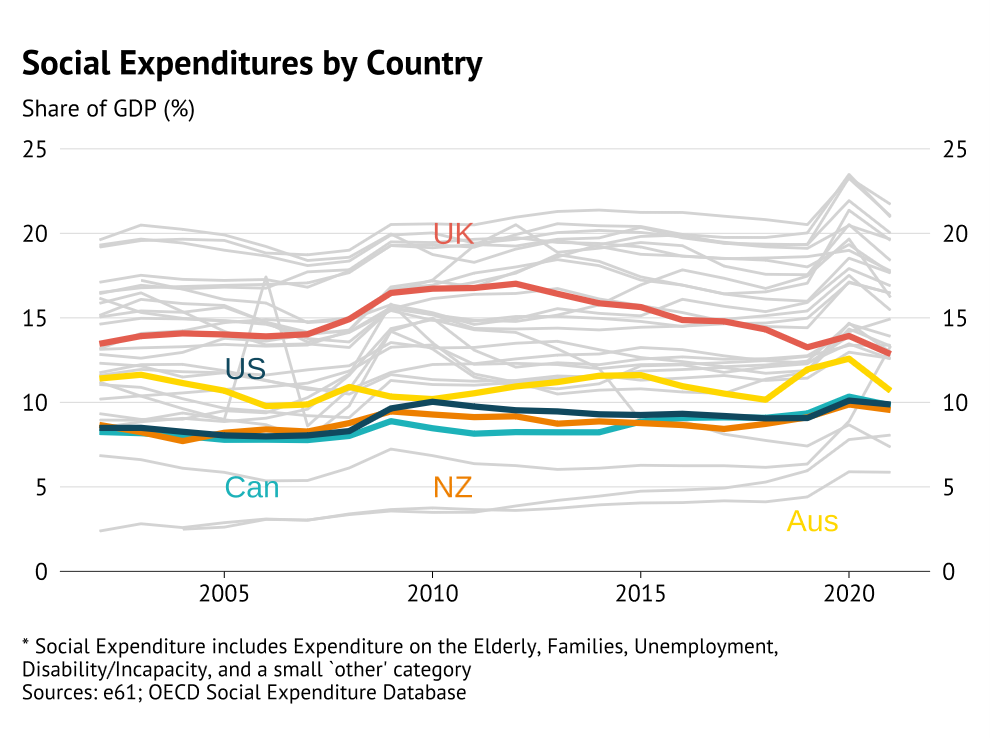 Social Expenditures by Country
Share of GDP (%)
25 25
20 20
UK
15 15
US
10 10
Can NZ
5 5
Aus
0 0
2005 2010 2015 2020
* Social Expenditure includes Expenditure on the Elderly, Families, Unemployment,
Disability/Incapacity, and a small `other' category
Sources: e61; OECD Social Expenditure Database